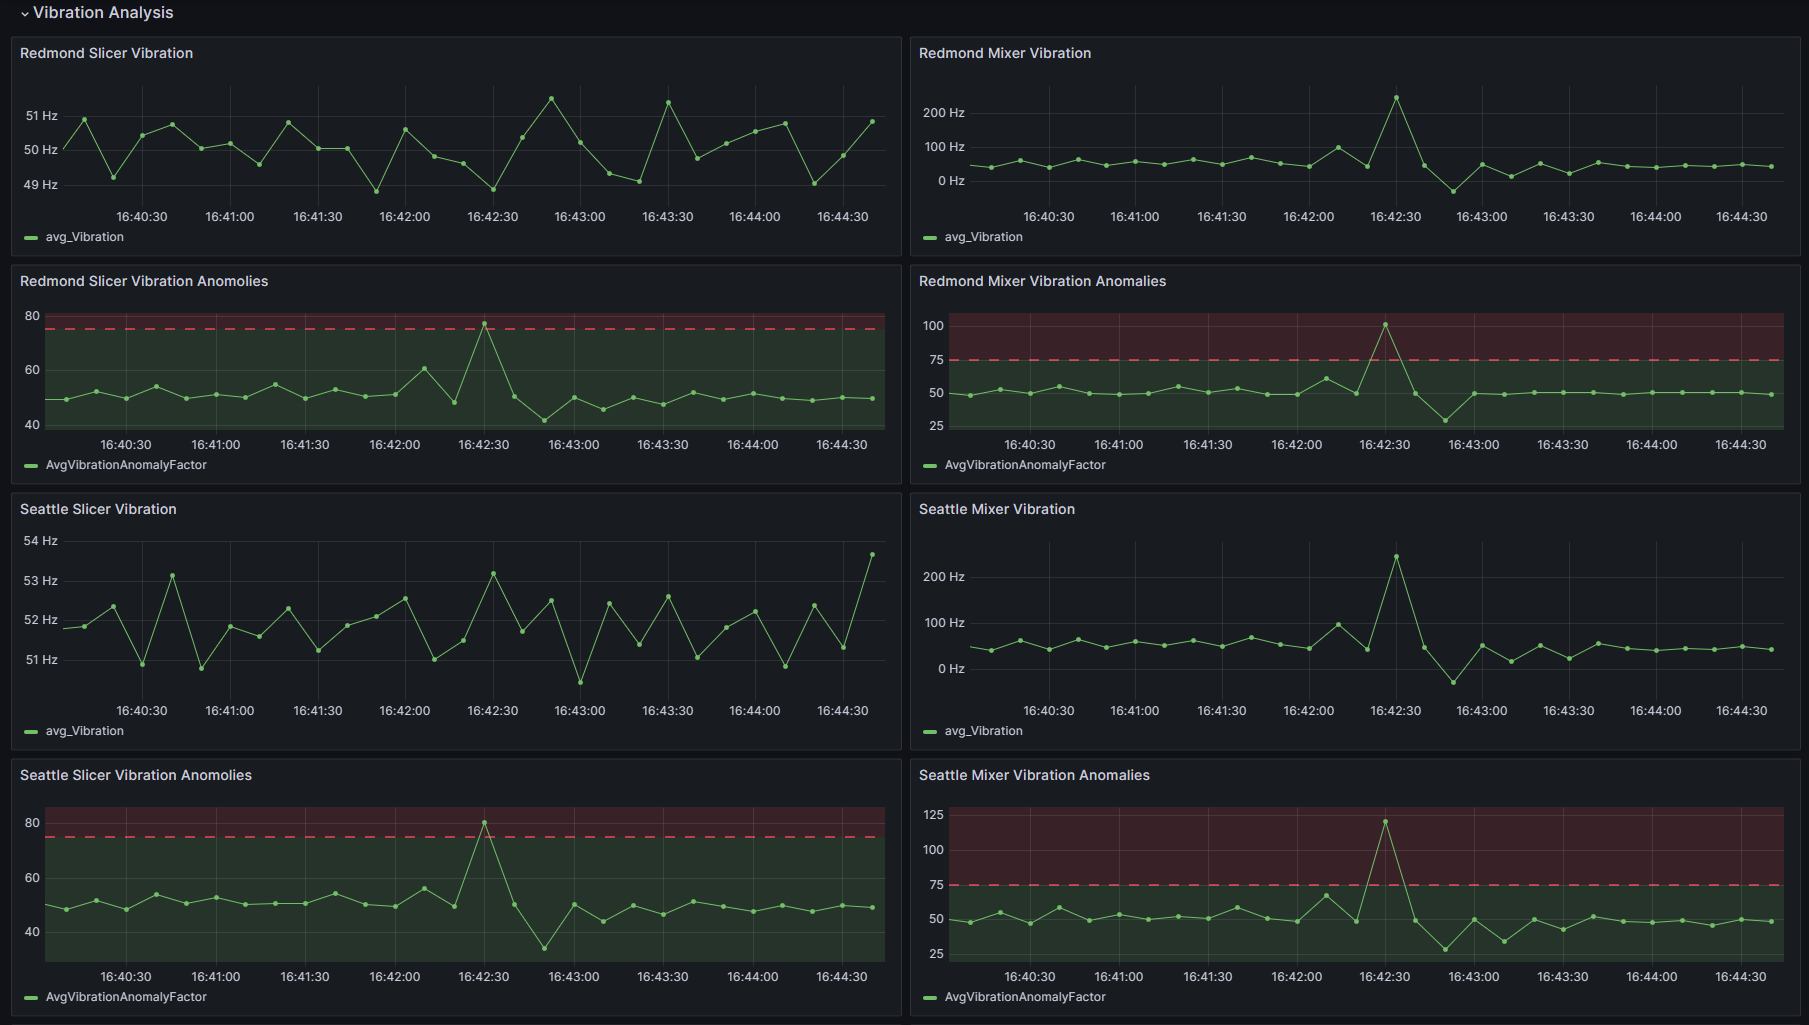 Vibration Analysis
Redmond Slicer Vibration
51 Hz
50 Hz
49 Hz
16:40:30 16:41:00 16:41:30 16:42:00 16:42:30 16:43:00 16:43:30 16:44:00 16:44:30
avg_Vibration
Redmond Mixer Vibration
200 Hz
100 Hz
0 Hz
16:40:30 16:41:00 16:41:30 16:42:00 16:42:30 16:43:00 16:43:30 16:44:00 16:44:30
avg_Vibration
Redmond Slicer Vibration Anomolies
80
60
40
16:40:30 16:41:00 16:41:30 16:42:00 16:42:30 16:43:00 16:43:30 16:44:00 16:44:30
AvgVibrationAnomalyFactor
Redmond Mixer Vibration Anomalies
100
75
50
25
16:40:30 16:41:00 16:41:30 16:42:00 16:42:30 16:43:00 16:43:30 16:44:00 16:44:30
AvgVibrationAnomalyFactor
Seattle Slicer Vibration
54 Hz
53 Hz
52 Hz
51 Hz
16:40:30 16:41:00 16:41:30 16:42:00 16:42:30 16:43:00 16:43:30 16:44:00 16:44:30
avg_Vibration
Seattle Mixer Vibration
200 Hz
100 Hz
0 Hz
16:40:30 16:41:00 16:41:30 16:42:00 16:42:30 16:43:00 16:43:30 16:44:00 16:44:30
avg_Vibration
Seattle Slicer Vibration Anomolies
80
60
40
16:40:30 16:41:00 16:41:30 16:42:00 16:42:30 16:43:00 16:43:30 16:44:00 16:44:30
AvgVibrationAnomalyFactor
Seattle Mixer Vibration Anomalies
125
100
75
50
25
16:40:30 16:41:00 16:41:30 16:42:00 16:42:30 16:43:00 16:43:30 16:44:00 16:44:30
AvgVibrationAnomalyFactor